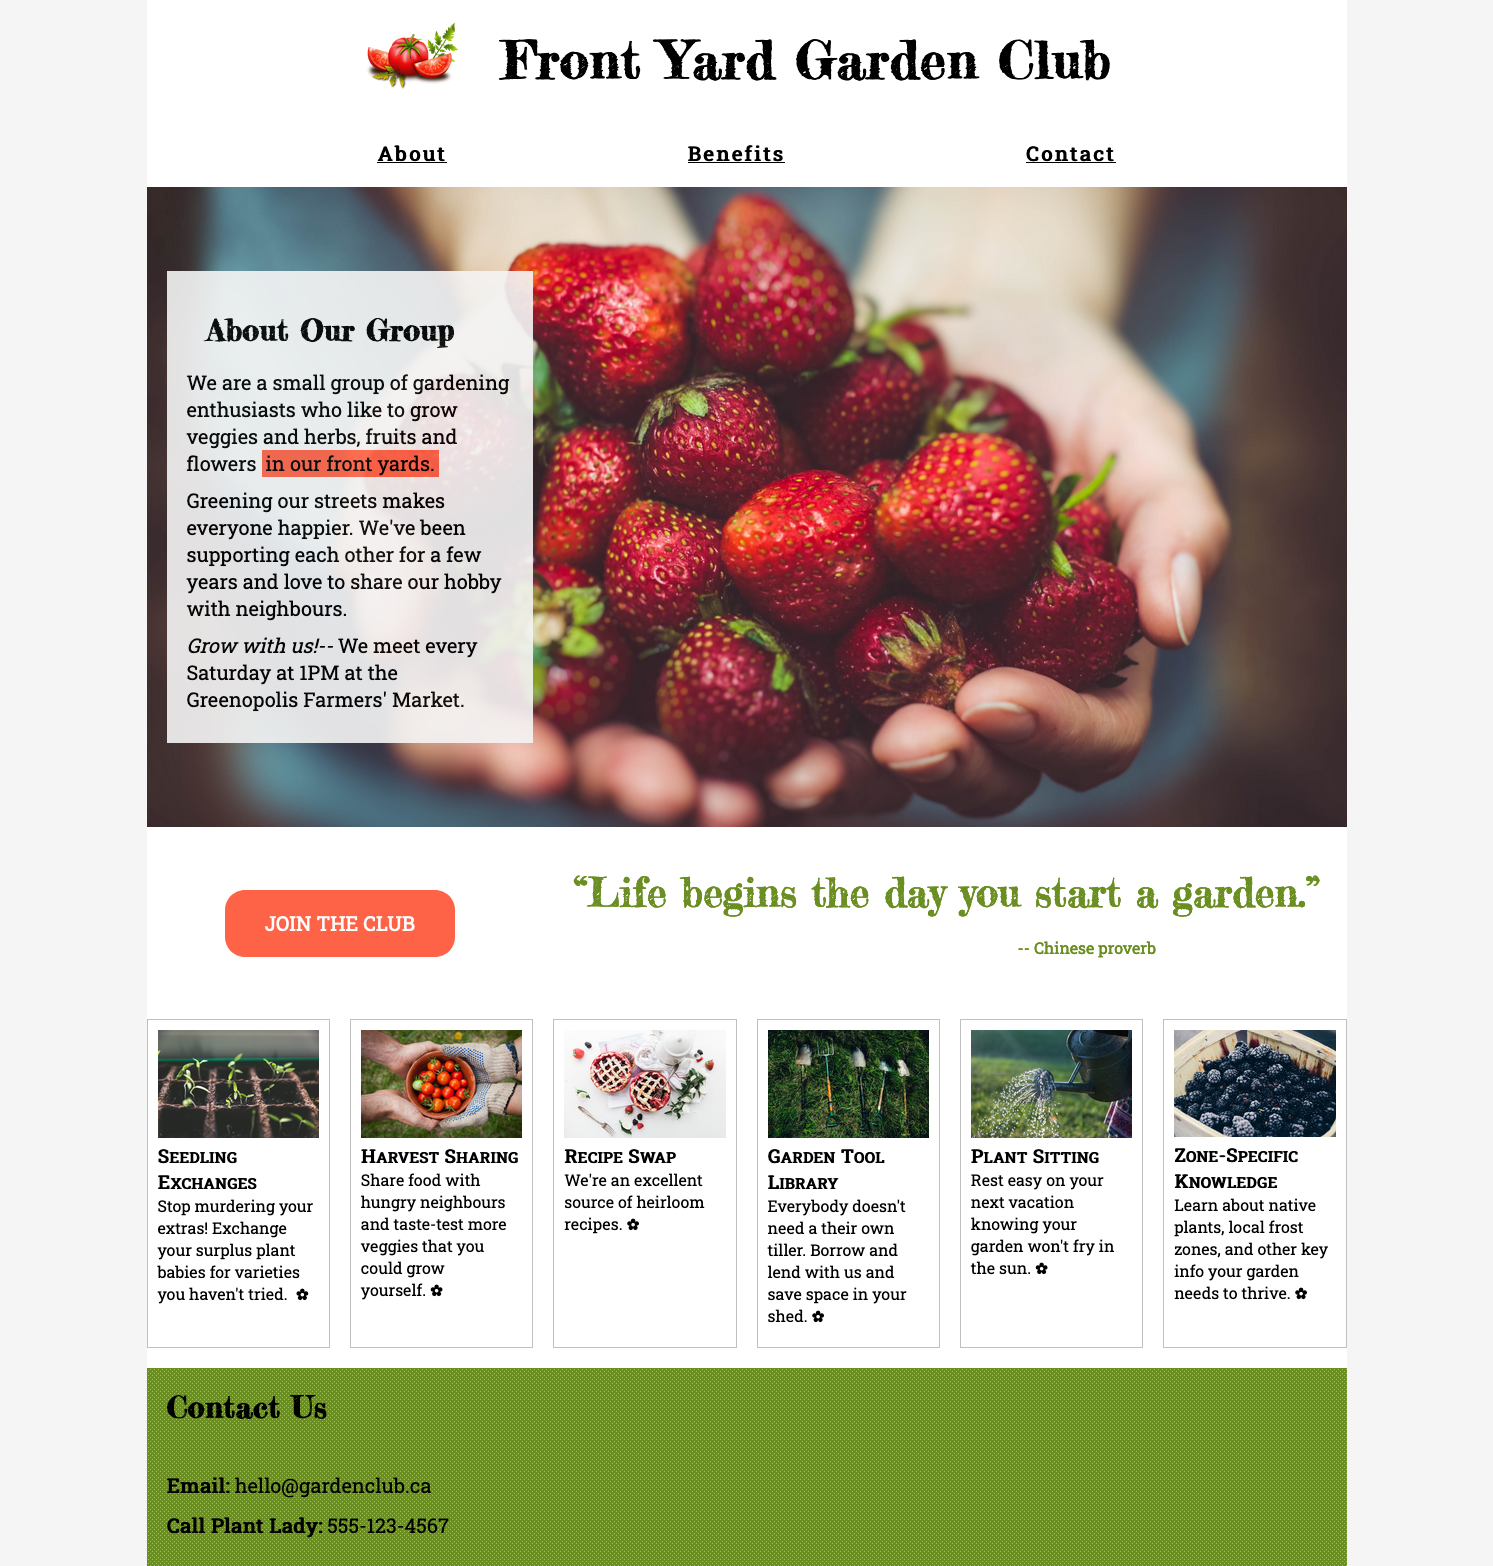 Front Yard Garden Club
About Benefits Contact
About Our Group
We are a small group of gardening
enthusiasts who like to grow
veggies and herbs, fruits and
flowers in our front yards.
Greening our streets makes
everyone happier. We've been
supporting each other for a few
years and love to share our hobby
with neighbours.
Grow with us!-- We meet every
Saturday at 1PM at the
Greenopolis Farmers' Market.
JOIN THE CLUB
“Life begins the day you start a garden.”
-- Chinese proverb
Seedling
Exchanges
Stop murdering your
extras! Exchange
your surplus plant
babies for varieties
you haven't tried. ✿
Harvest Sharing
Share food with
hungry neighbours
and taste-test more
veggies that you
could grow
yourself. ✿
Recipe Swap
We're an excellent
source of heirloom
recipes. ✿
Garden Tool
Library
Everybody doesn't
need a their own
tiller. Borrow and
lend with us and
save space in your
shed. ✿
Plant Sitting
Rest easy on your
next vacation
knowing your
garden won't fry in
the sun. ✿
Zone-Specific
Knowledge
Learn about native
plants, local frost
zones, and other key
info your garden
needs to thrive. ✿
Contact Us
Email: hello@gardenclub.ca
Call Plant Lady: 555-123-4567